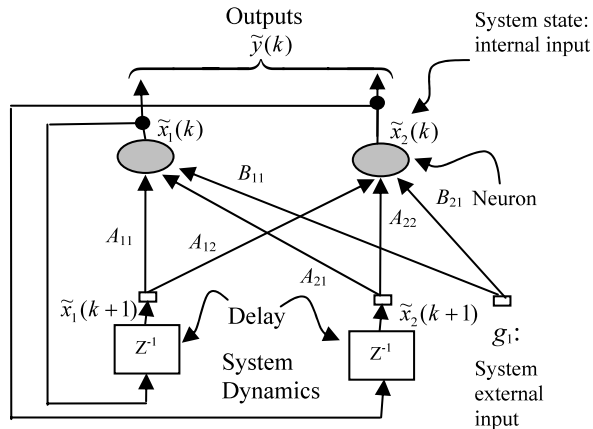 Outputs
ỹ(k)
System state:
internal input
x̃₁(k)
x̃₂(k)
B₁₁
B₂₁
Neuron
A₁₁
A₁₂
A₂₂
A₂₁
x̃₁(k+1)
Delay
x̃₂(k+1)
g₁:
Z⁻¹
Z⁻¹
System
Dynamics
System
external
input